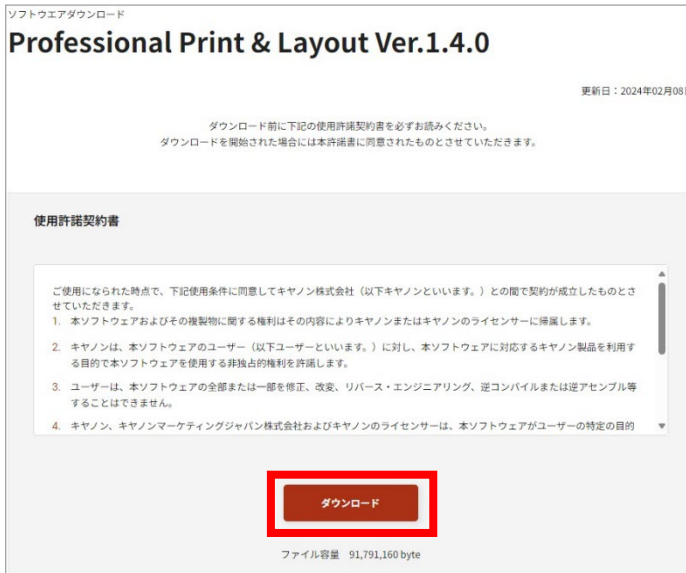 ソフトウエアダウンロード
Professional Print & Layout Ver.1.4.0
更新日：2024年02月08
ダウンロード前に下記の使用許諾契約書を必ずお読みください。
ダウンロードを開始された場合には本許諾書に同意されたものとさせていただきます。
使用許諾契約書
ご使用になられた時点で、下記使用条件に同意してキヤノン株式会社（以下キヤノンといいます。）との間で契約が成立したものとさ
せていただきます。
1. 本ソフトウェアおよびその複製物に関する権利はその内容によりキヤノンまたはキヤノンのライセンサーに帰属します。
2. キヤノンは、本ソフトウェアのユーザー（以下ユーザーといいます。）に対し、本ソフトウェアに対応するキヤノン製品を利用す
る目的で本ソフトウェアを使用する非独占的権利を許諾します。
3. ユーザーは、本ソフトウェアの全部または一部を修正、改変、リバース・エンジニアリング、逆コンパイルまたは逆アセンブル等
することはできません。
4. キヤノン、キヤノンマーケティングジャパン株式会社およびキヤノンのライセンサーは、本ソフトウェアがユーザーの特定の目的
ダウンロード
ファイル容量 91,791,160 byte